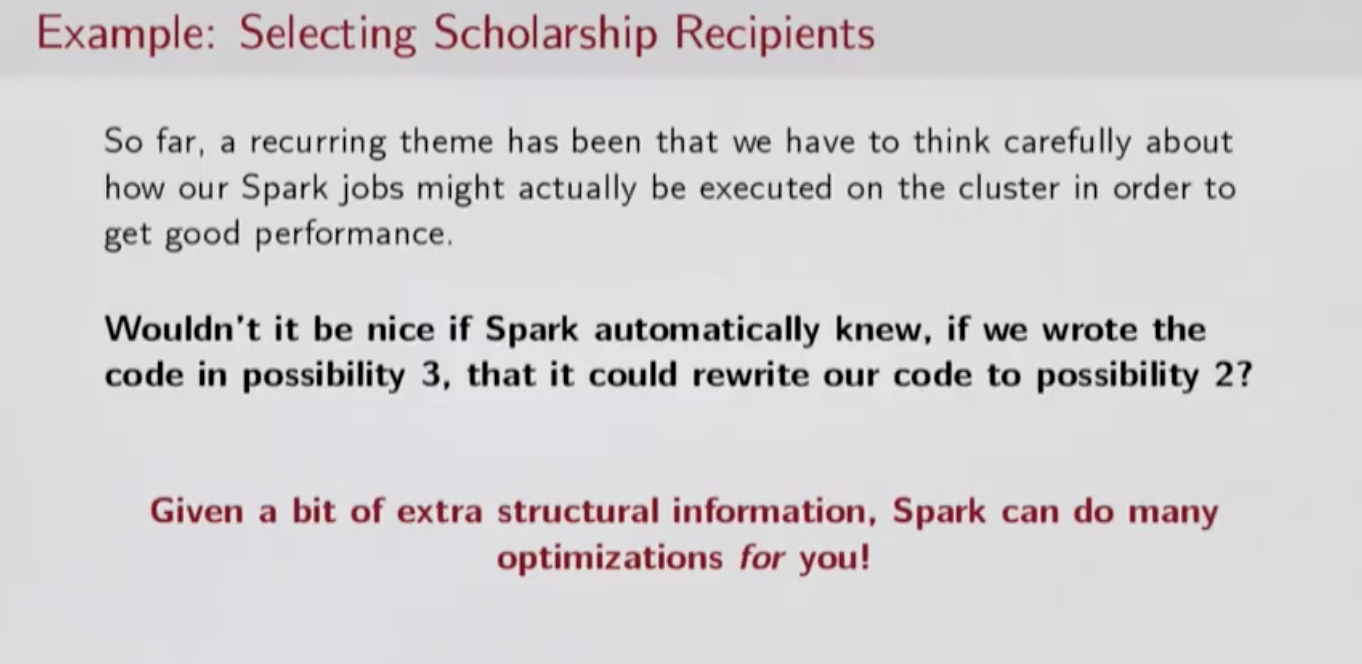 Example: Selecting Scholarship Recipients
So far, a recurring theme has been that we have to think carefully about
how our Spark jobs might actually be executed on the cluster in order to
get good performance.
Wouldn't it be nice if Spark automatically knew, if we wrote the
code in possibility 3, that it could rewrite our code to possibility 2?
Given a bit of extra structural information, Spark can do many
optimizations for you!